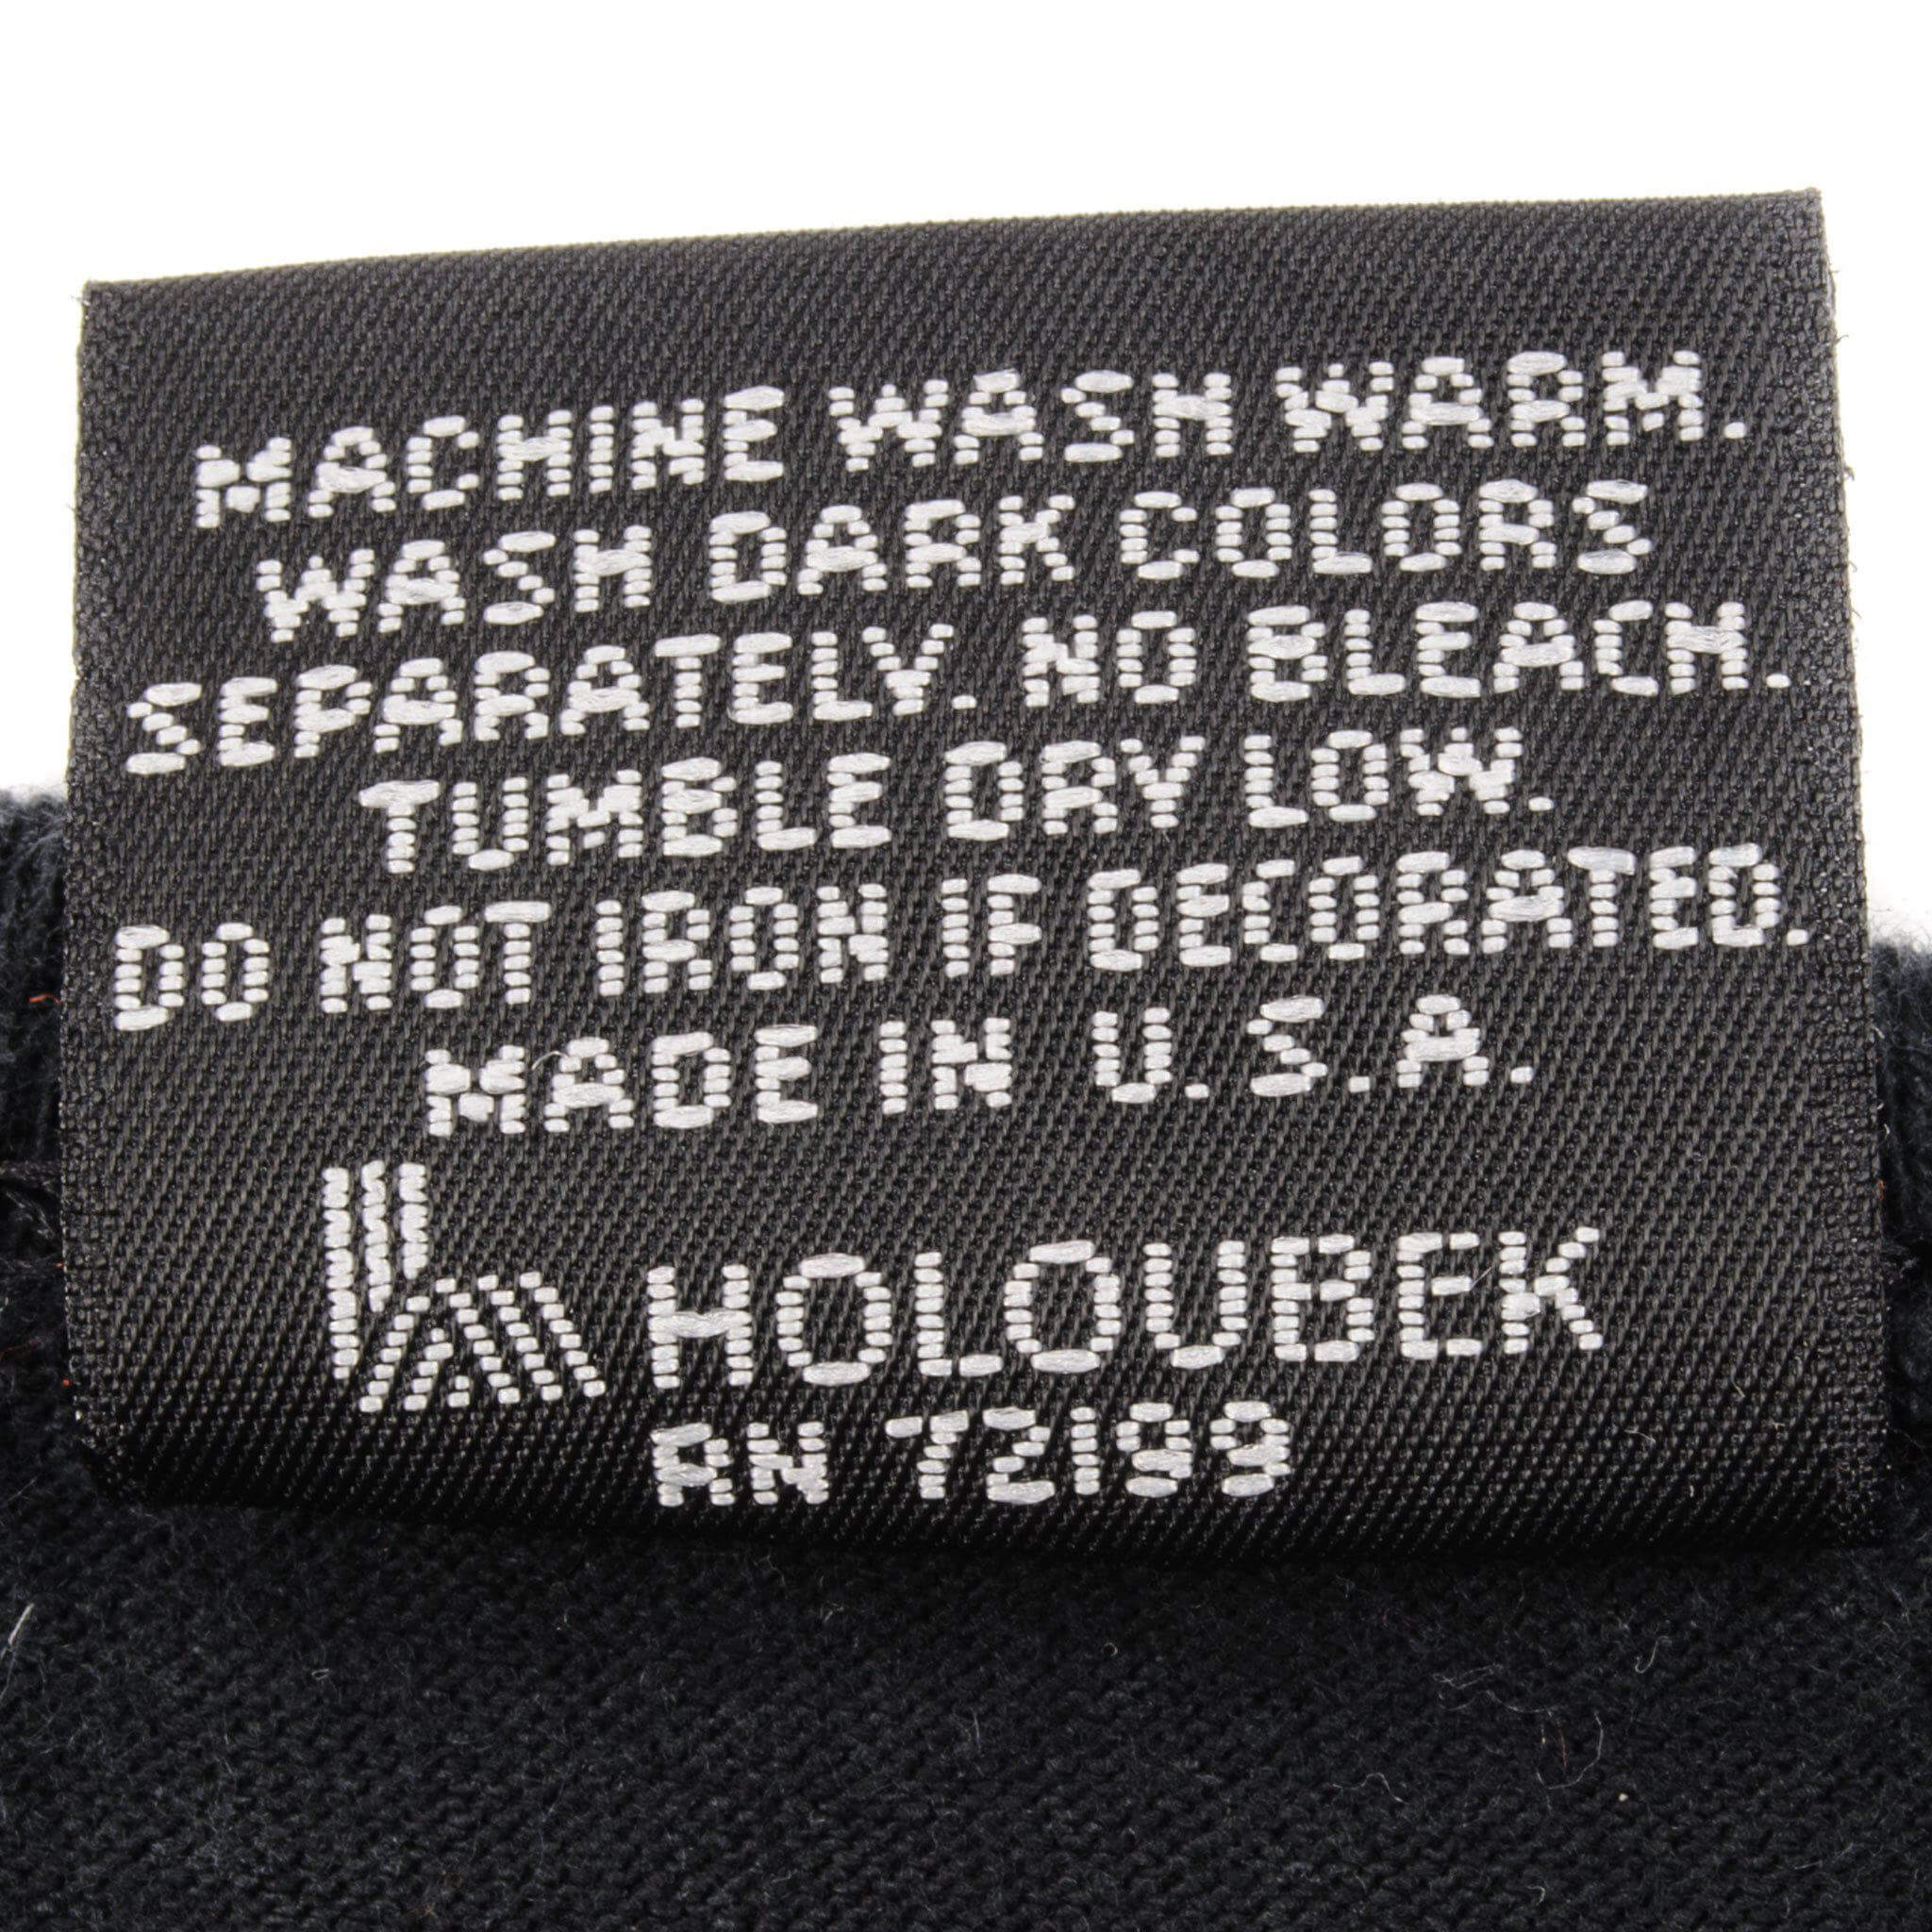 MACHINE WASH WARM.
WASH DARK COLORS
SEPARATELY. NO BLEACH.
TUMBLE DRY LOW.
DO NOT IRON IF DECORATED.
MADE IN U.S.A.
HOLOUBEK
RN 72199